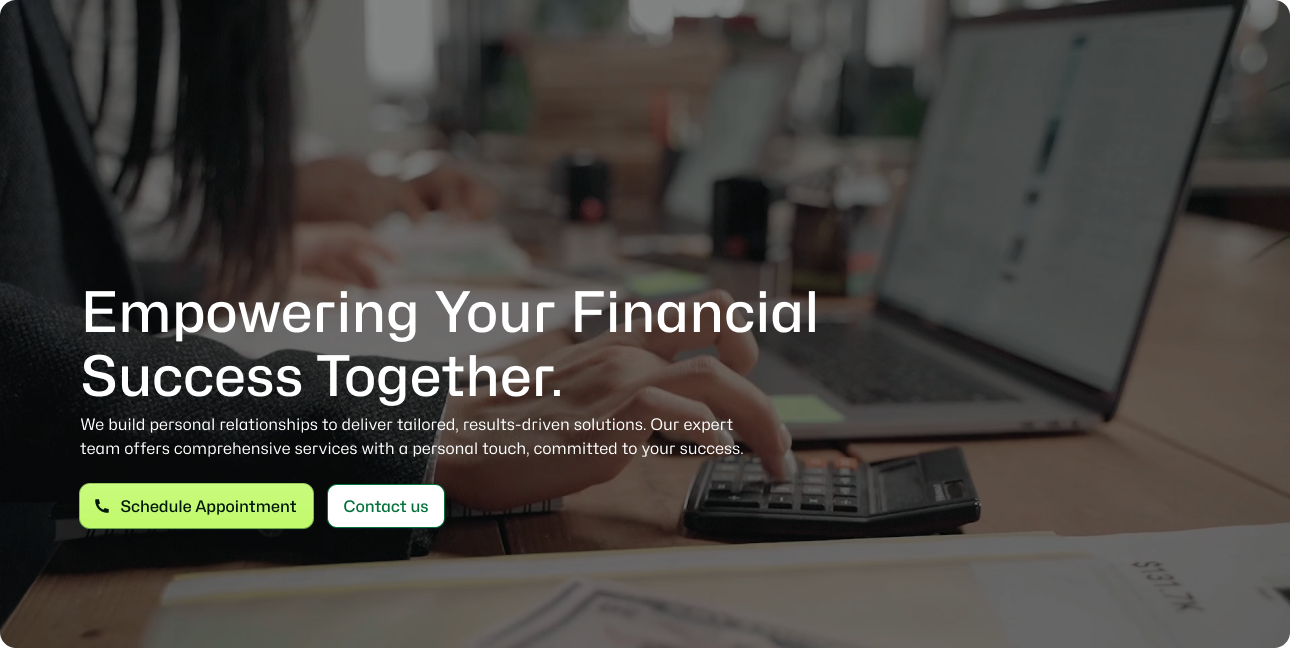 Empowering Your Financial
Success Together.
We build personal relationships to deliver tailored, results-driven solutions. Our expert
team offers comprehensive services with a personal touch, committed to your success.
Schedule Appointment
Contact us
$131.7K